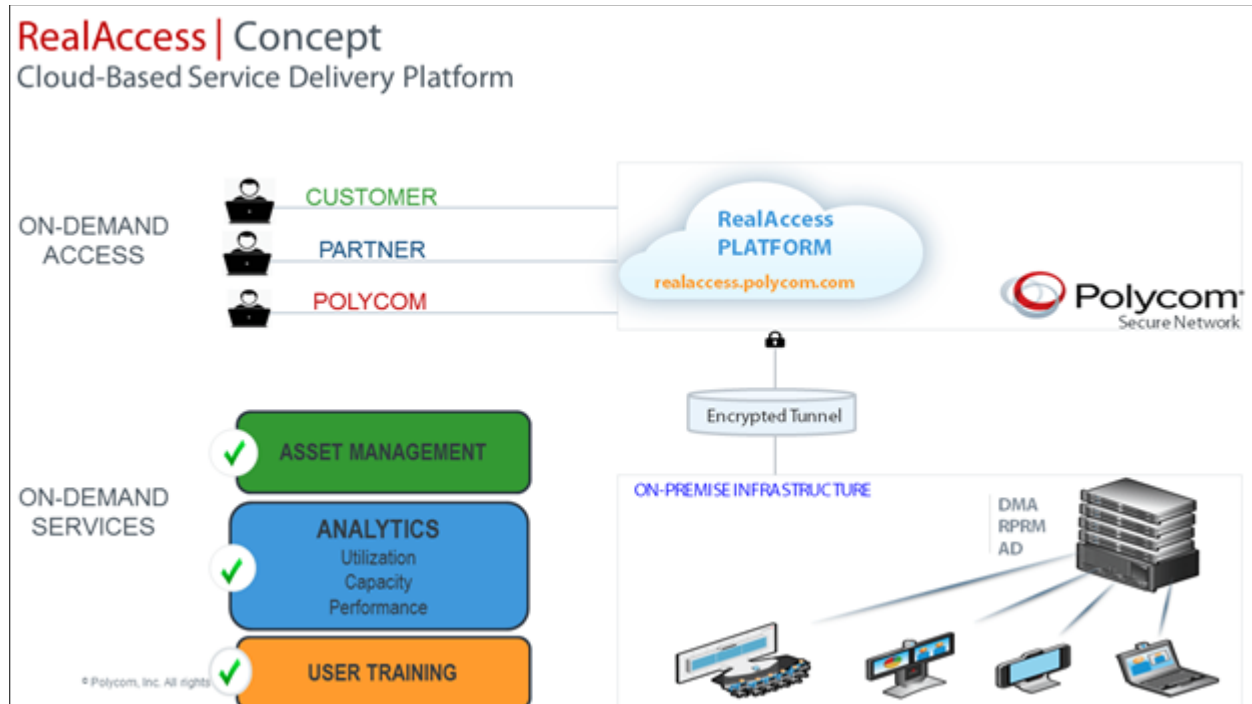 RealAccess | Concept
Cloud-Based Service Delivery Platform
ON-DEMAND
ACCESS
CUSTOMER
PARTNER
POLYCOM
RealAccess
PLATFORM
realaccess.polycom.com
Polycom®
Secure Network
Encrypted Tunnel
ON-DEMAND
SERVICES
ASSET MANAGEMENT
ANALYTICS
Utilization
Capacity
Performance
USER TRAINING
ON-PREMISE INFRASTRUCTURE
DMA
RPRM
AD
© Polycom, Inc. All rights